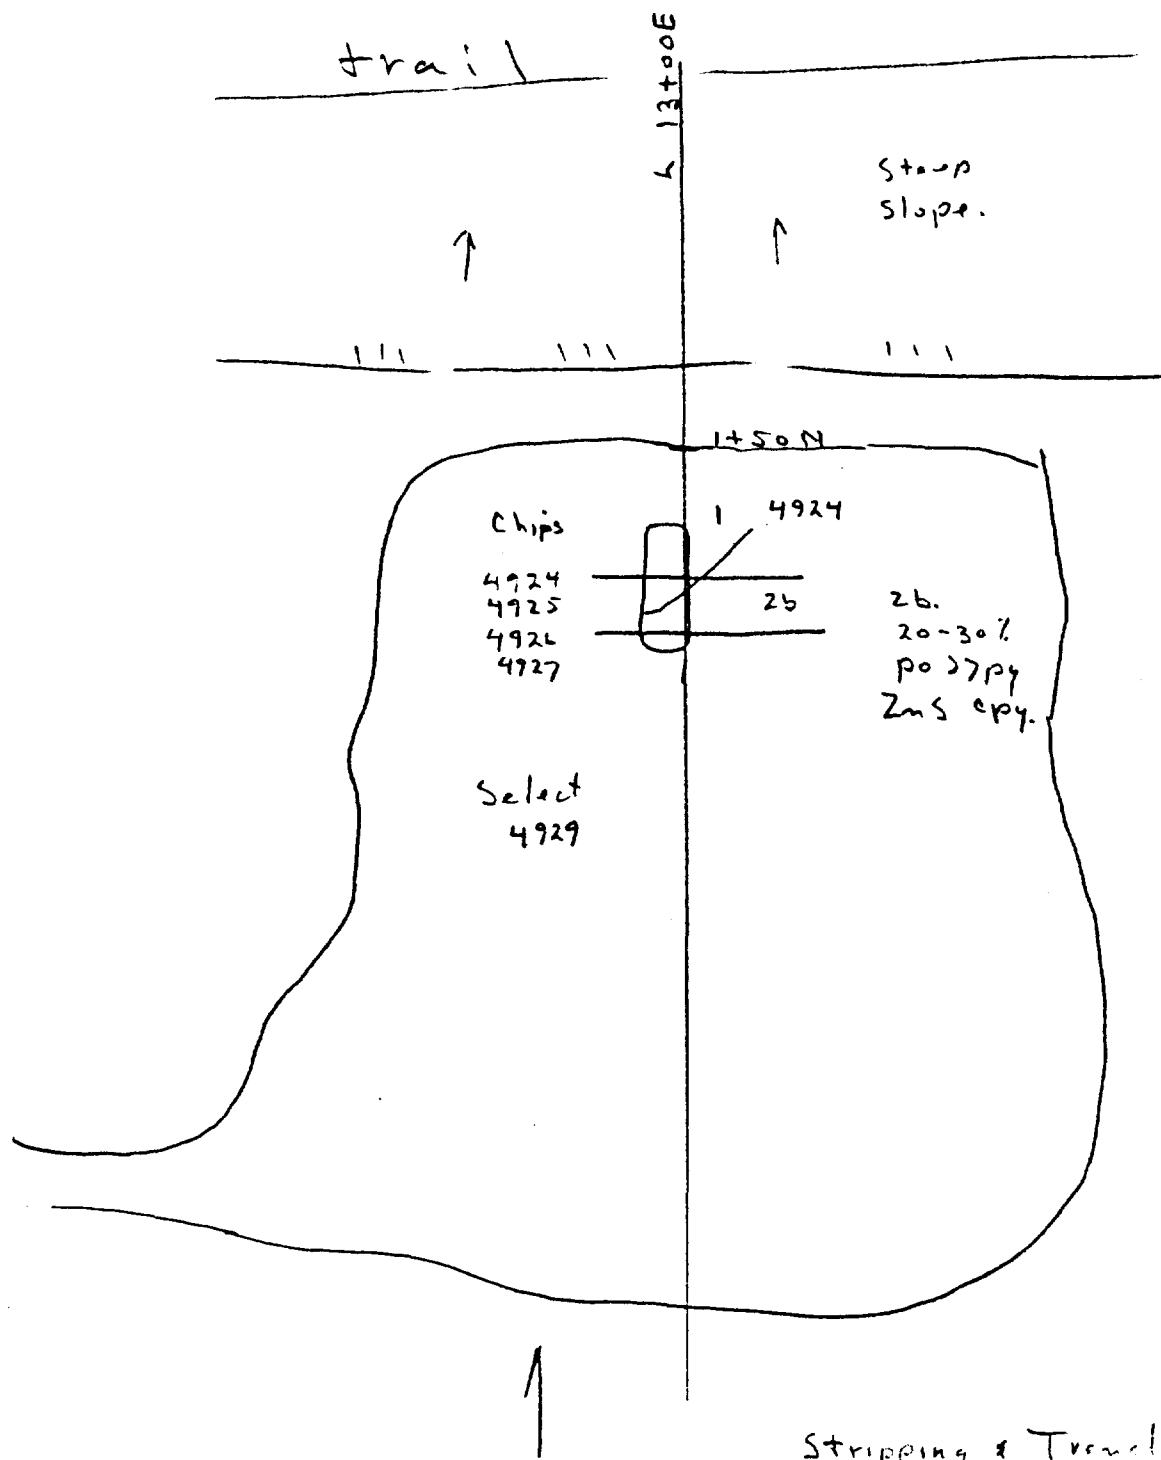 trail
L 13+00E
Steep
slope.
1+50N
Chips
1
4924
4924
4925
4926
4927
2b
2b.
20-30%
po >> py
ZnS cpy.
Select
4929
Stripping &